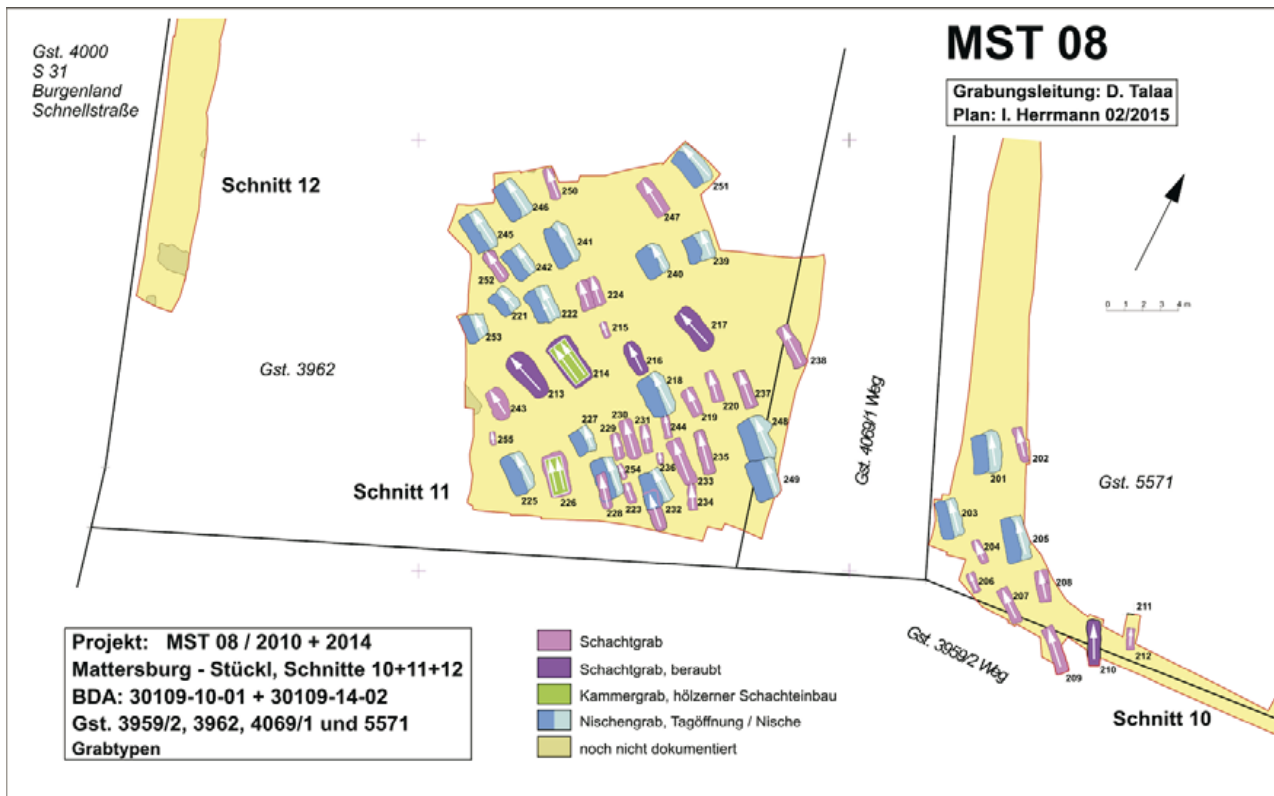 Gst. 4000
S 31
Burgenland
Schnellstraße
MST 08
Grabungsleitung: D. Talaa
Plan: I. Herrmann 02/2015
Schnitt 12
0 1 2 3 4 m
Gst. 3962
Gst. 4069/1 Weg
Gst. 5571
Schnitt 11
Gst. 3959/2 Weg
Schnitt 10
250
251
246
247
245
241
242
252
240
239
224
221
222
215
253
217
238
216
214
213
218
243
219
220
237
255
227
230
229
231
244
248
235
225
226
254
236
233
249
228
223
232
234
202
201
203
204
205
206
207
208
209
210
211
212
Projekt: MST 08 / 2010 + 2014
Mattersburg - Stückl, Schnitte 10+11+12
BDA: 30109-10-01 + 30109-14-02
Gst. 3959/2, 3962, 4069/1 und 5571
Grabtypen
Schachtgrab
Schachtgrab, beraubt
Kammergrab, hölzerner Schachteinbau
Nischengrab, Tagöffnung / Nische
noch nicht dokumentiert